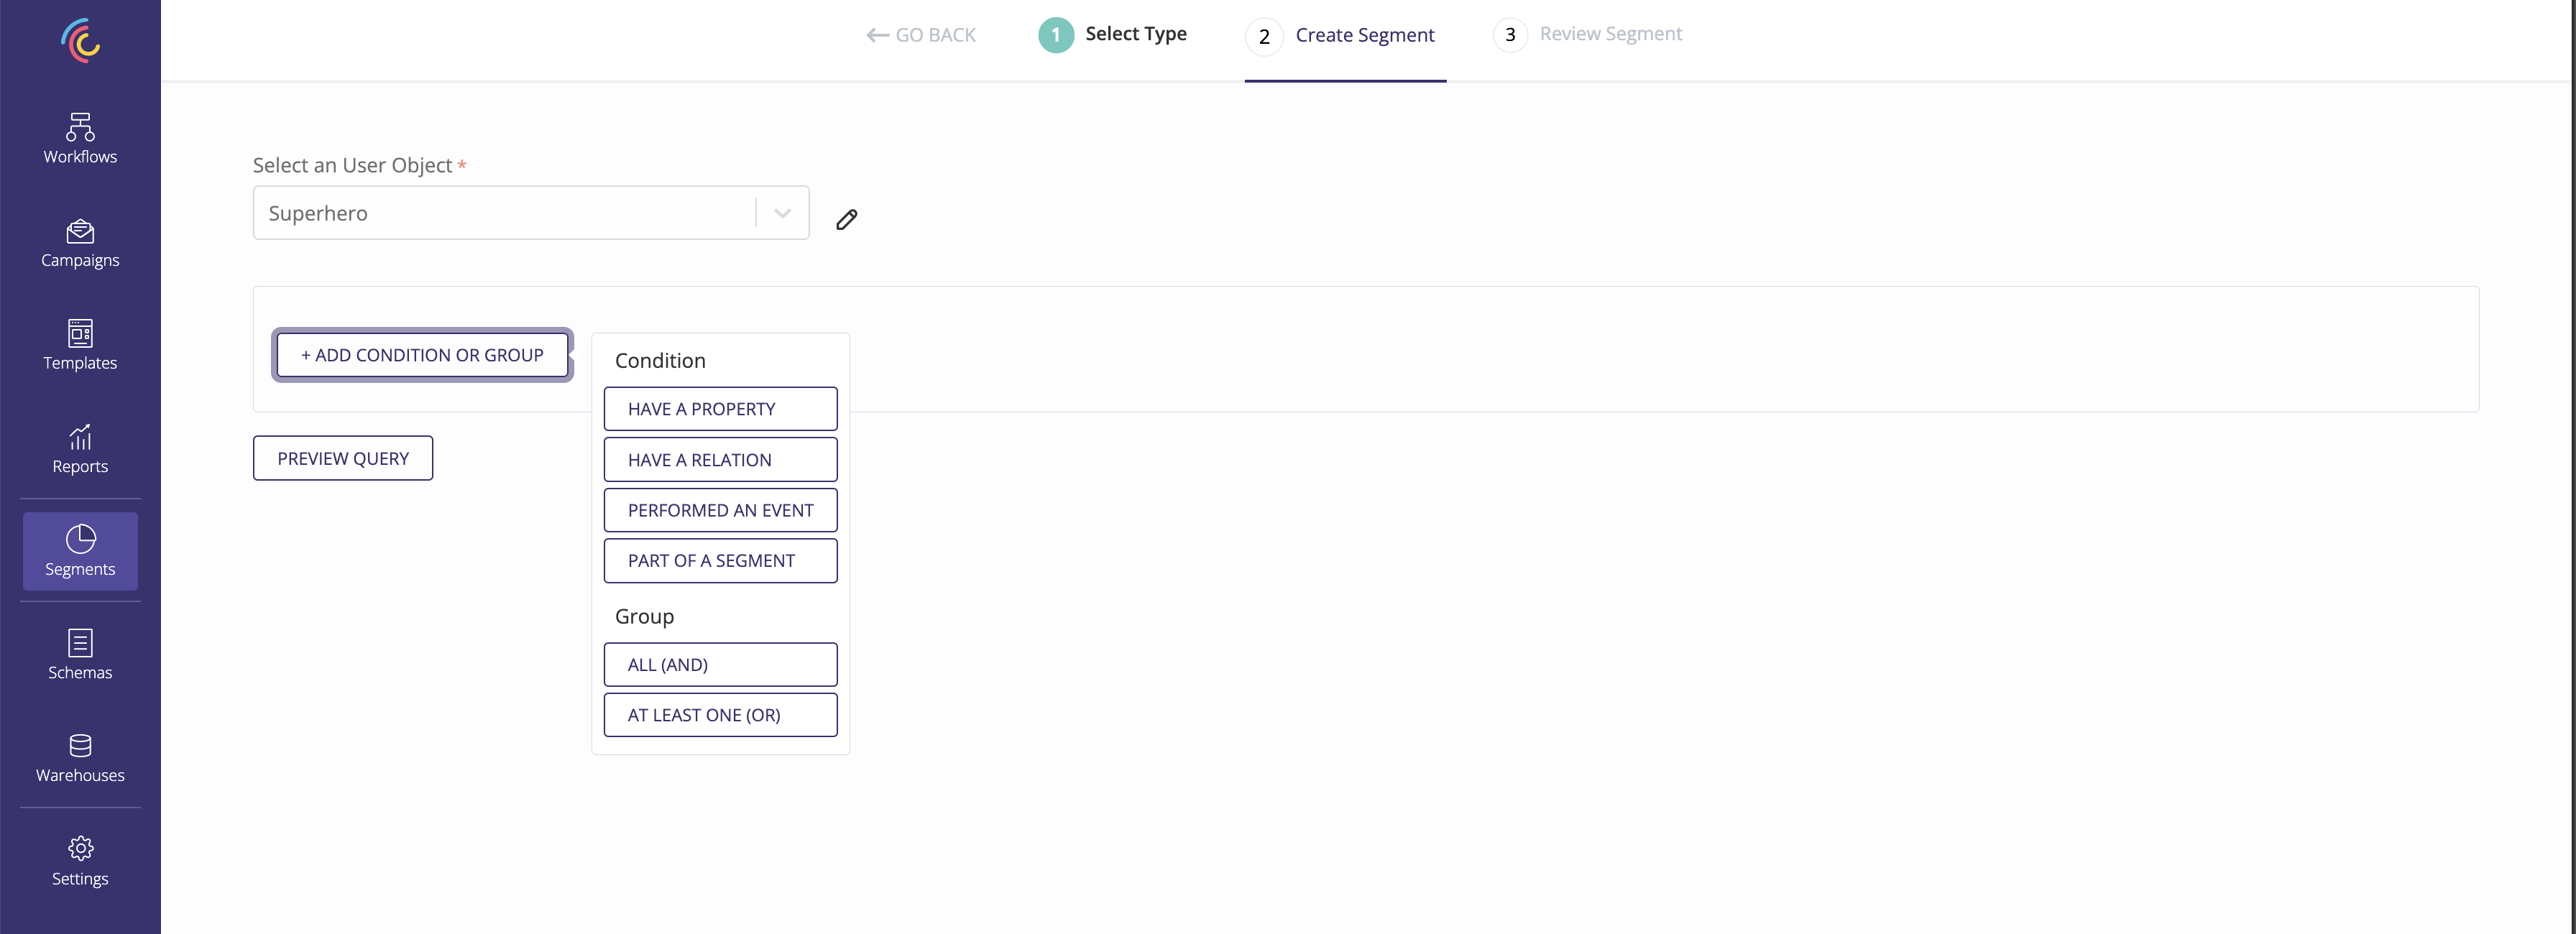 GO BACK
1 Select Type
2 Create Segment
3 Review Segment
Workflows
Campaigns
Templates
Reports
Segments
Schemas
Warehouses
Settings
Select an User Object *
Superhero
+ ADD CONDITION OR GROUP
Condition
HAVE A PROPERTY
HAVE A RELATION
PERFORMED AN EVENT
PART OF A SEGMENT
Group
ALL (AND)
AT LEAST ONE (OR)
PREVIEW QUERY